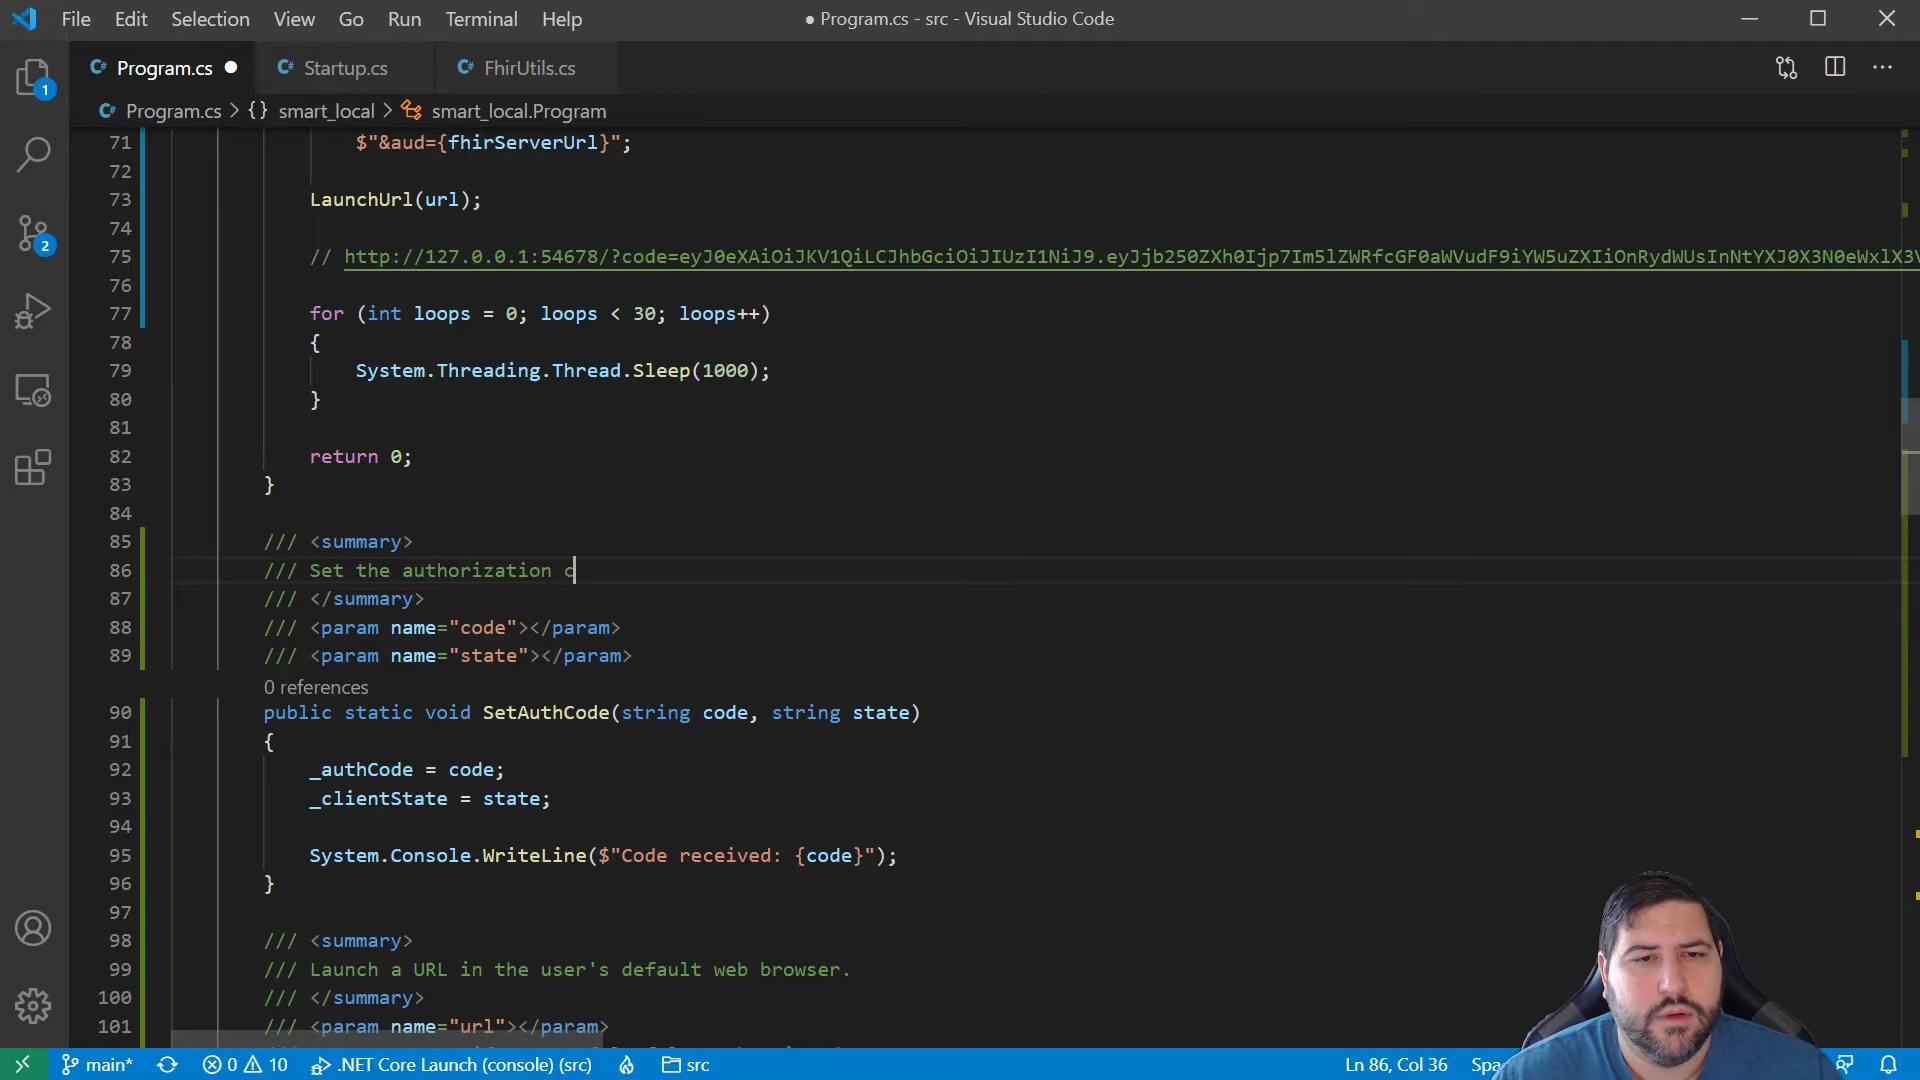 File Edit Selection View Go Run Terminal Help
● Program.cs - src - Visual Studio Code
C# Program.cs ● C# Startup.cs C# FhirUtils.cs
C# Program.cs > {} smart_local > smart_local.Program
1
2
71 $"&aud={fhirServerUrl}";
72
73 LaunchUrl(url);
74
75 // http://127.0.0.1:54678/?code=eyJ0eXAiOiJKV1QiLCJhbGciOiJIUzI1NiJ9.eyJjb250ZXh0Ijp7Im5lZWRfcGF0aWVudF9iYW5uZXIiOnRydWUsInNtYXJ0X3N0eWxlX3V
76
77 for (int loops = 0; loops < 30; loops++)
78 {
79 System.Threading.Thread.Sleep(1000);
80 }
81
82 return 0;
83 }
84
85 /// <summary>
86 /// Set the authorization c
87 /// </summary>
88 /// <param name="code"></param>
89 /// <param name="state"></param>
0 references
90 public static void SetAuthCode(string code, string state)
91 {
92 _authCode = code;
93 _clientState = state;
94
95 System.Console.WriteLine($"Code received: {code}");
96 }
97
98 /// <summary>
99 /// Launch a URL in the user's default web browser.
100 /// </summary>
101 /// <param name="url"></param>
main* 0 10 .NET Core Launch (console) (src) src Ln 86, Col 36